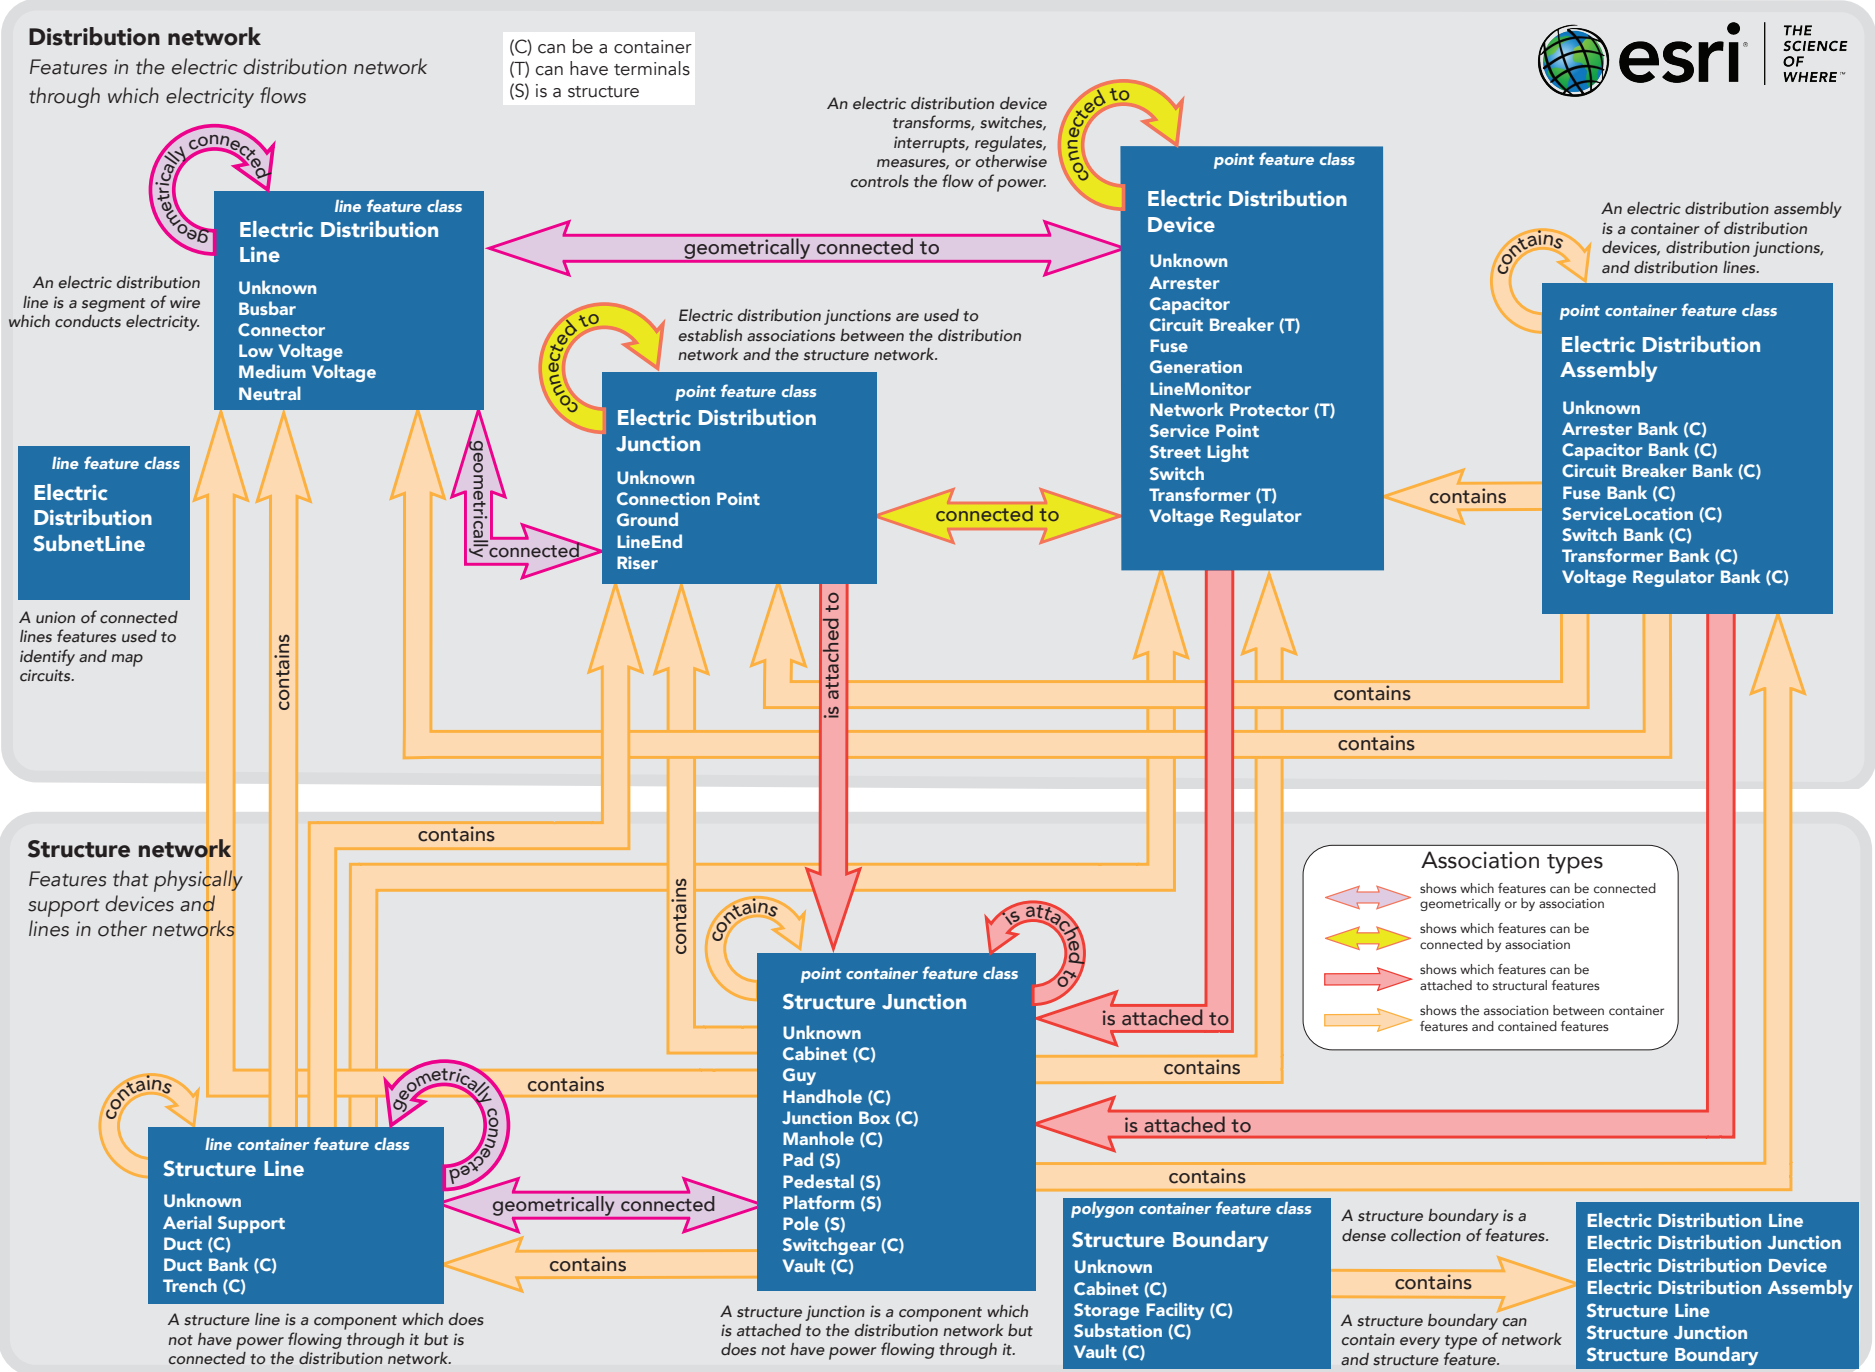 Distribution network
Features in the electric distribution network
through which electricity flows
(C) can be a container
(T) can have terminals
(S) is a structure
esri
THE
SCIENCE
OF
WHERE™
An electric distribution device
transforms, switches,
interrupts, regulates,
measures, or otherwise
controls the flow of power.
connected to
point feature class
Electric Distribution
Device
Unknown
Arrester
Capacitor
Circuit Breaker (T)
Fuse
Generation
LineMonitor
Network Protector (T)
Service Point
Street Light
Switch
Transformer (T)
Voltage Regulator
geometrically connected
line feature class
Electric Distribution
Line
Unknown
Busbar
Connector
Low Voltage
Medium Voltage
Neutral
An electric distribution
line is a segment of wire
which conducts electricity.
geometrically connected to
An electric distribution assembly
is a container of distribution
devices, distribution junctions,
and distribution lines.
contains
point container feature class
Electric Distribution
Assembly
Unknown
Arrester Bank (C)
Capacitor Bank (C)
Circuit Breaker Bank (C)
Fuse Bank (C)
ServiceLocation (C)
Switch Bank (C)
Transformer Bank (C)
Voltage Regulator Bank (C)
connected to
Electric distribution junctions are used to
establish associations between the distribution
network and the structure network.
point feature class
Electric Distribution
Junction
Unknown
Connection Point
Ground
LineEnd
Riser
geometrically connected
connected to
contains
line feature class
Electric
Distribution
SubnetLine
A union of connected
lines features used to
identify and map
circuits.
contains
is attached to
contains
contains
Structure network
Features that physically
support devices and
lines in other networks
contains
contains
contains
is attached to
Association types
shows which features can be connected
geometrically or by association
shows which features can be
connected by association
shows which features can be
attached to structural features
shows the association between container
features and contained features
point container feature class
Structure Junction
Unknown
Cabinet (C)
Guy
Handhole (C)
Junction Box (C)
Manhole (C)
Pad (S)
Pedestal (S)
Platform (S)
Pole (S)
Switchgear (C)
Vault (C)
is attached to
contains
contains
is attached to
contains
contains
geometrically connected
line container feature class
Structure Line
Unknown
Aerial Support
Duct (C)
Duct Bank (C)
Trench (C)
geometrically connected
contains
A structure line is a component which does
not have power flowing through it but is
connected to the distribution network.
A structure junction is a component which
is attached to the distribution network but
does not have power flowing through it.
polygon container feature class
Structure Boundary
Unknown
Cabinet (C)
Storage Facility (C)
Substation (C)
Vault (C)
A structure boundary is a
dense collection of features.
contains
A structure boundary can
contain every type of network
and structure feature.
Electric Distribution Line
Electric Distribution Junction
Electric Distribution Device
Electric Distribution Assembly
Structure Line
Structure Junction
Structure Boundary